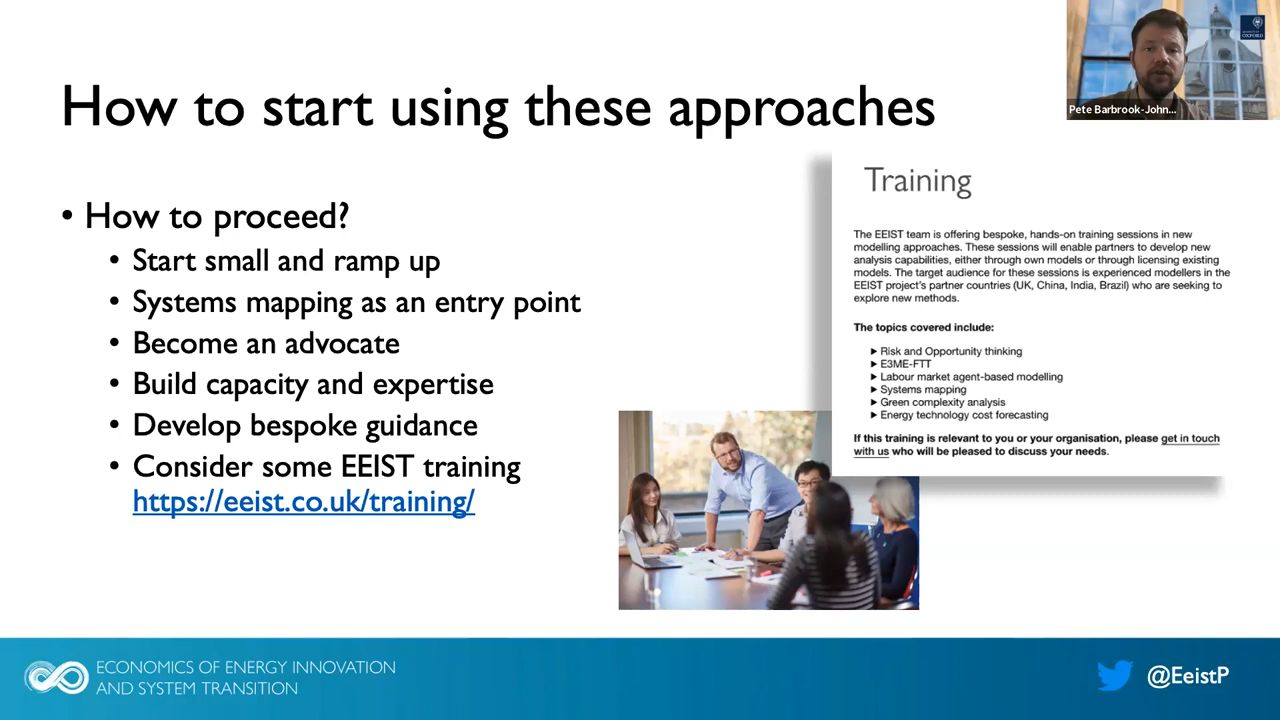 How to start using these approaches
• How to proceed?
• Start small and ramp up
• Systems mapping as an entry point
• Become an advocate
• Build capacity and expertise
• Develop bespoke guidance
• Consider some EEIST training
https://eeist.co.uk/training/
Pete Barbrook-John...
UNIVERSITY OF
OXFORD
Training
The EEIST team is offering bespoke, hands-on training sessions in new
modelling approaches. These sessions will enable partners to develop new
analysis capabilities, either through own models or through licensing existing
models. The target audience for these sessions is experienced modellers in the
EEIST project's partner countries (UK, China, India, Brazil) who are seeking to
explore new methods.
The topics covered include:
▶ Risk and Opportunity thinking
▶ E3ME-FTT
▶ Labour market agent-based modelling
▶ Systems mapping
▶ Green complexity analysis
▶ Energy technology cost forecasting
If this training is relevant to you or your organisation, please get in touch
with us who will be pleased to discuss your needs.
ECONOMICS OF ENERGY INNOVATION
AND SYSTEM TRANSITION
@EeistP